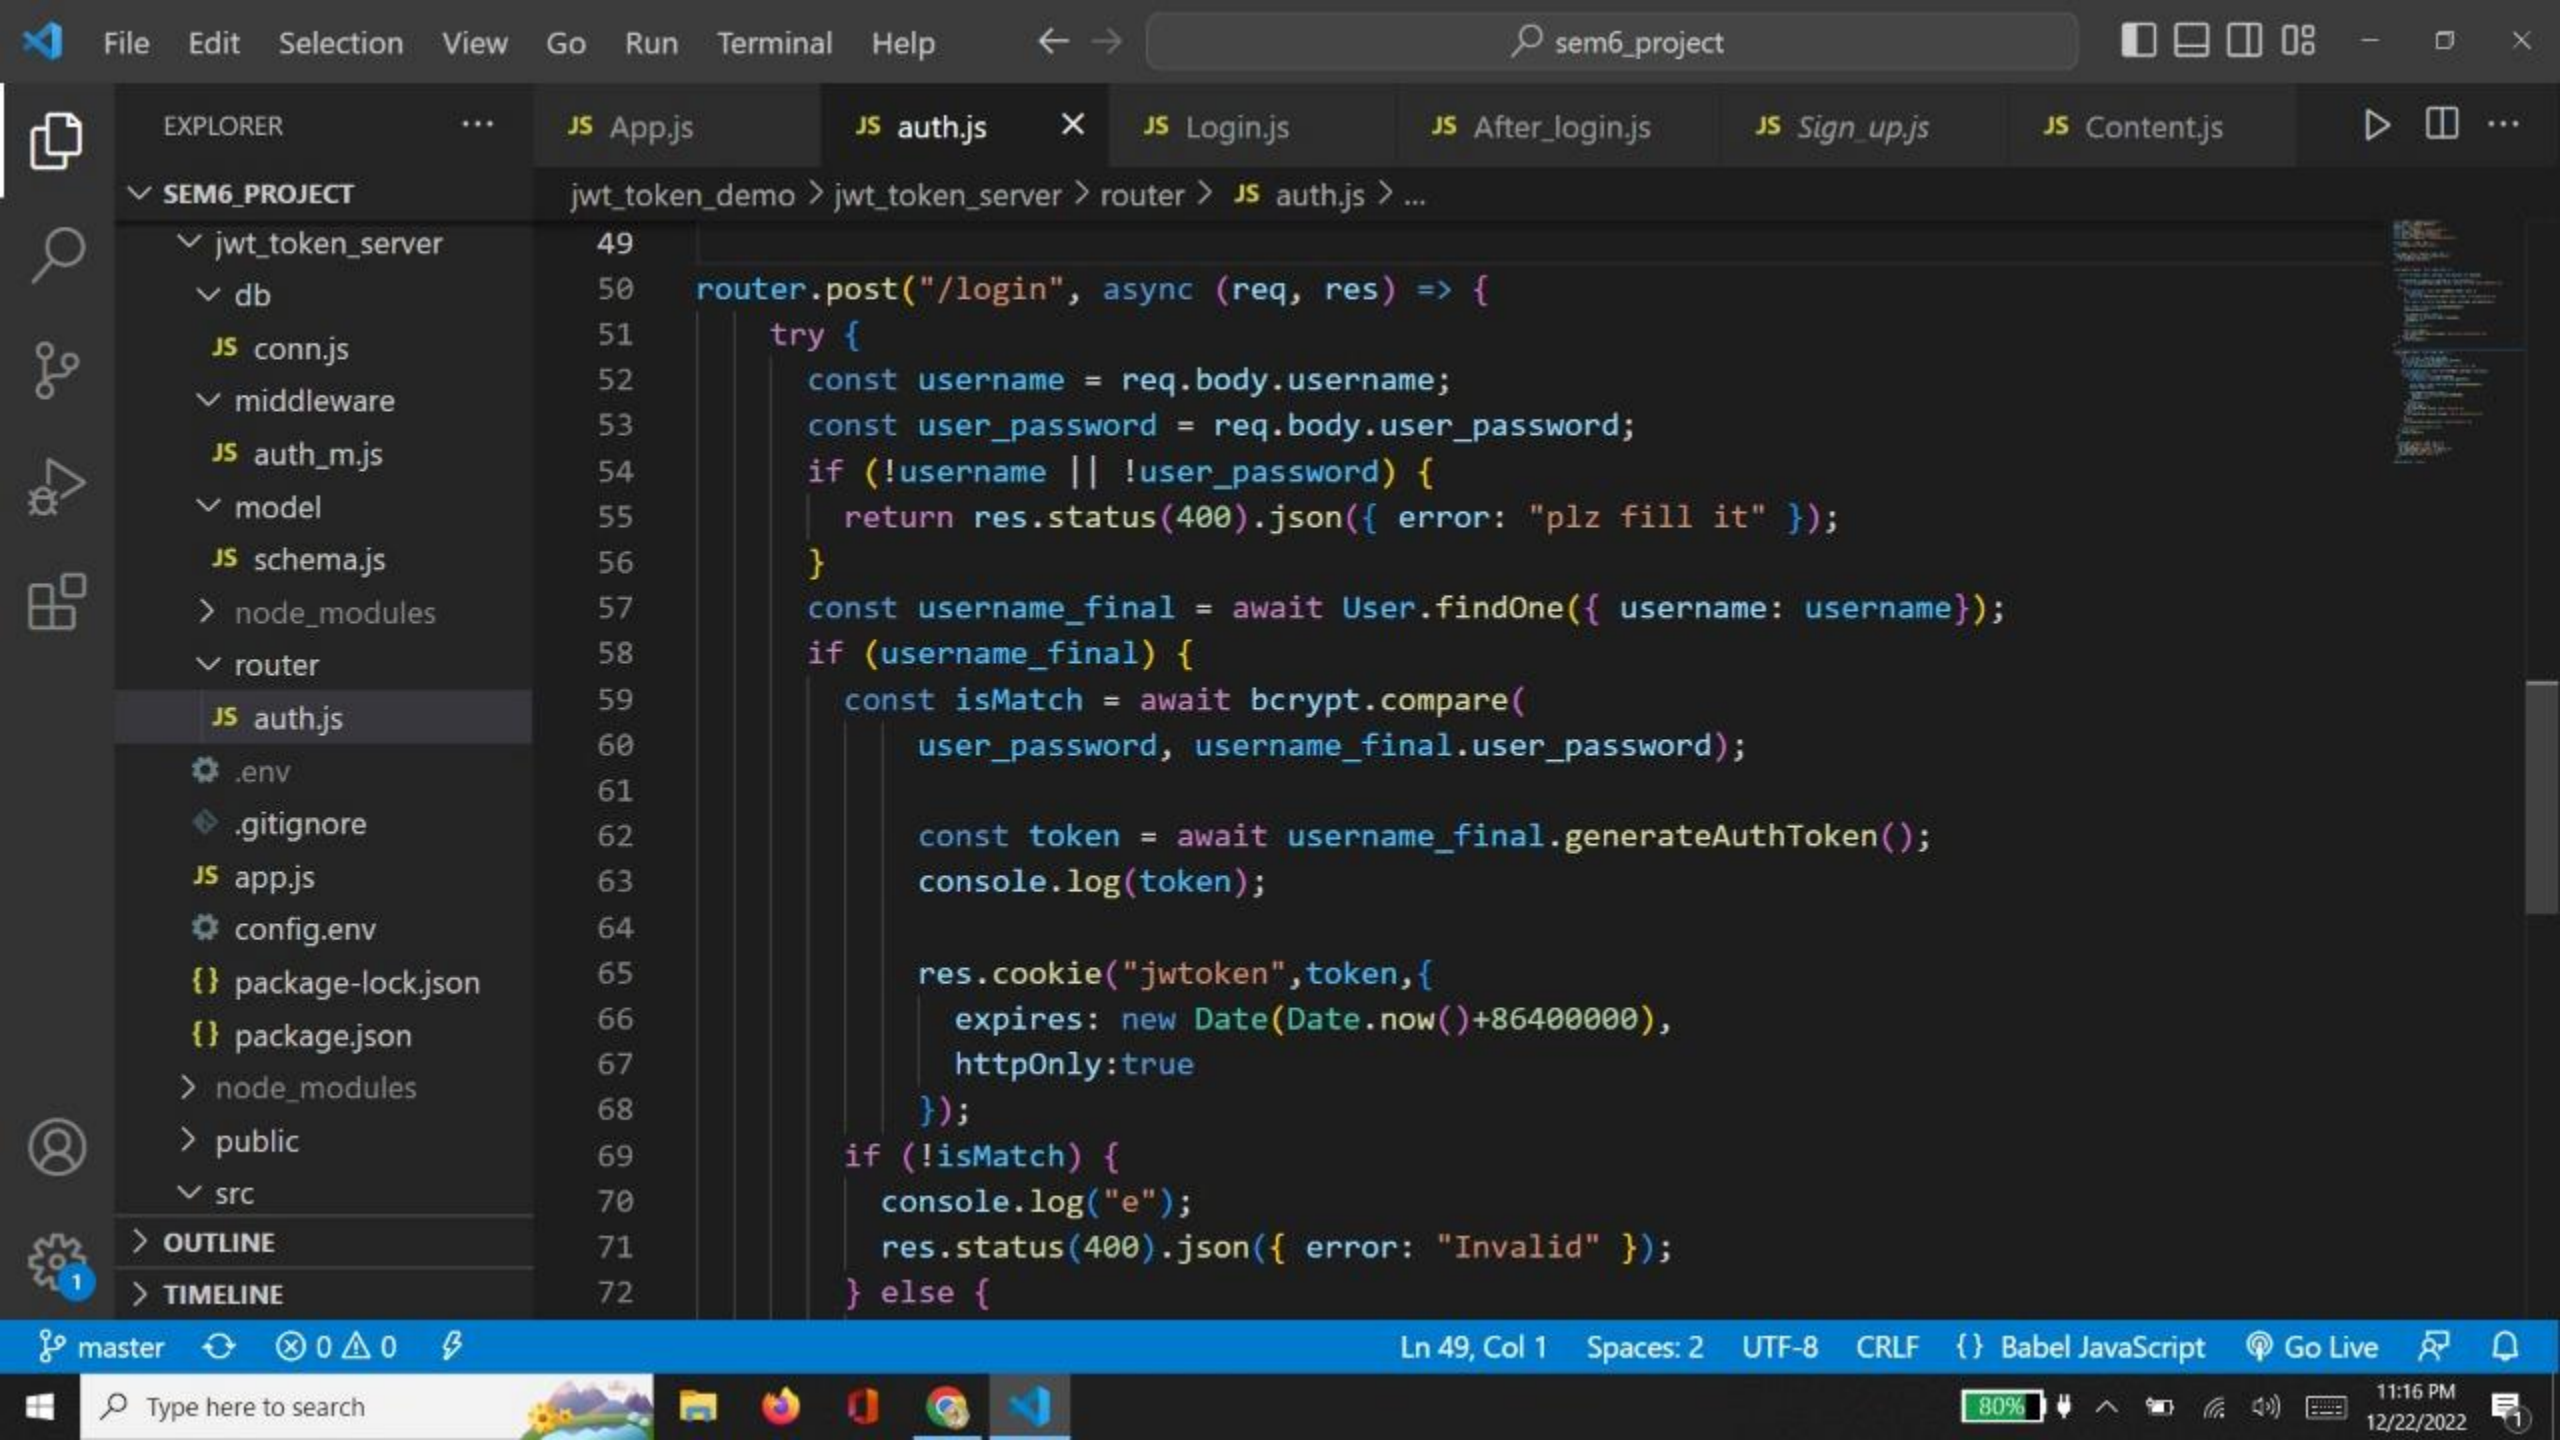 File Edit Selection View Go Run Terminal Help sem6_project
EXPLORER
App.js
auth.js
Login.js
After_login.js
Sign_up.js
Content.js
SEM6_PROJECT
jwt_token_server
db
JS conn.js
middleware
JS auth_m.js
model
JS schema.js
node_modules
router
JS auth.js
.env
.gitignore
JS app.js
config.env
{} package-lock.json
{} package.json
node_modules
public
src
OUTLINE
TIMELINE
jwt_token_demo > jwt_token_server > router > JS auth.js > ...
49
50 router.post("/login", async (req, res) => {
51 try {
52 const username = req.body.username;
53 const user_password = req.body.user_password;
54 if (!username || !user_password) {
55 return res.status(400).json({ error: "plz fill it" });
56 }
57 const username_final = await User.findOne({ username: username});
58 if (username_final) {
59 const isMatch = await bcrypt.compare(
60 user_password, username_final.user_password);
61
62 const token = await username_final.generateAuthToken();
63 console.log(token);
64
65 res.cookie("jwtoken",token,{
66 expires: new Date(Date.now()+86400000),
67 httpOnly:true
68 });
69 if (!isMatch) {
70 console.log("e");
71 res.status(400).json({ error: "Invalid" });
72 } else {
master 0 0 Ln 49, Col 1 Spaces: 2 UTF-8 CRLF {} Babel JavaScript Go Live
1
Type here to search
80%
11:16 PM
12/22/2022
1